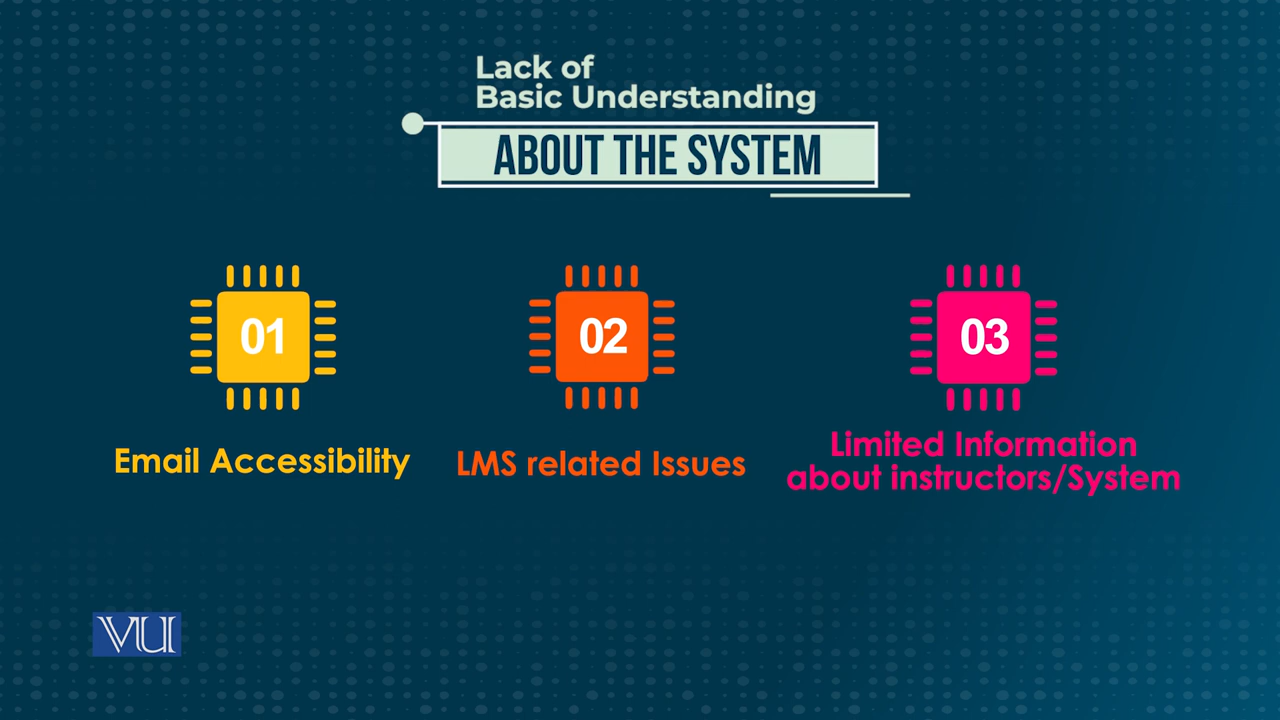 Lack of
Basic Understanding
ABOUT THE SYSTEM
01
02
03
Email Accessibility
LMS related Issues
Limited Information
about instructors/System
VU